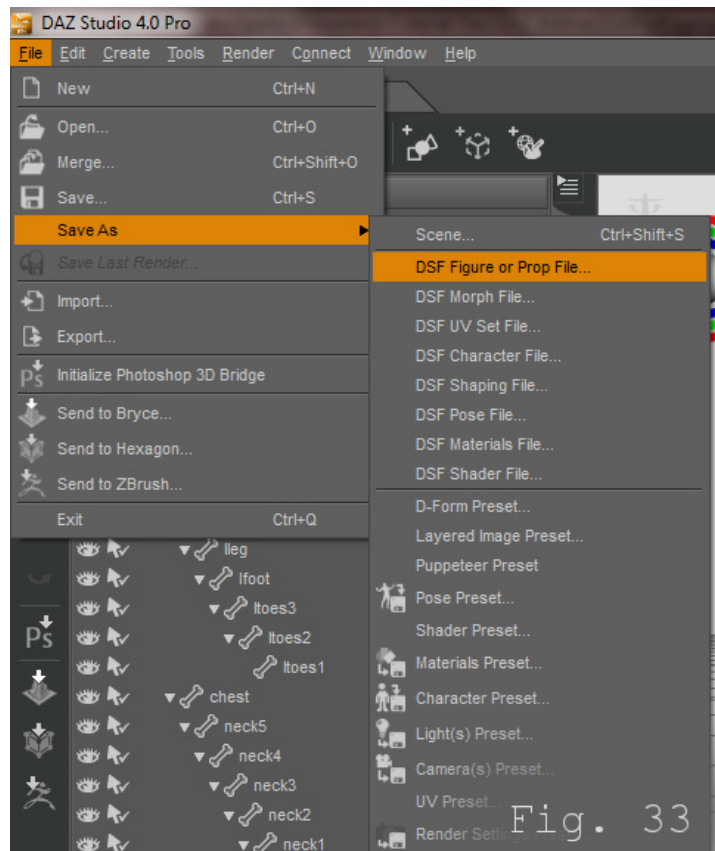 DAZ Studio 4.0 Pro
File Edit Create Tools Render Connect Window Help
New Ctrl+N
Open... Ctrl+O
Merge... Ctrl+Shift+O
Save... Ctrl+S
Save As
Save Last Render...
Import...
Export...
Ps Initialize Photoshop 3D Bridge
Send to Bryce...
Send to Hexagon...
Send to ZBrush...
Exit Ctrl+Q
Scene... Ctrl+Shift+S
DSF Figure or Prop File...
DSF Morph File...
DSF UV Set File...
DSF Character File...
DSF Shaping File...
DSF Pose File...
DSF Materials File...
DSF Shader File...
D-Form Preset...
Layered Image Preset...
Puppeteer Preset
Pose Preset...
Shader Preset...
Materials Preset...
Character Preset...
Light(s) Preset...
Camera(s) Preset...
UV Preset...
Render
lleg
lfoot
ltoes3
Ps
ltoes2
ltoes1
chest
neck5
neck4
neck3
neck2
neck1
Fig. 33